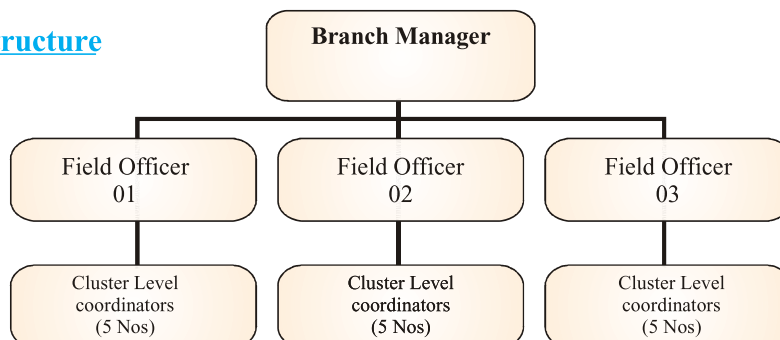 Branch Manager
Field Officer
01
Field Officer
02
Field Officer
03
Cluster Level
coordinators
(5 Nos)
Cluster Level
coordinators
(5 Nos)
Cluster Level
coordinators
(5 Nos)